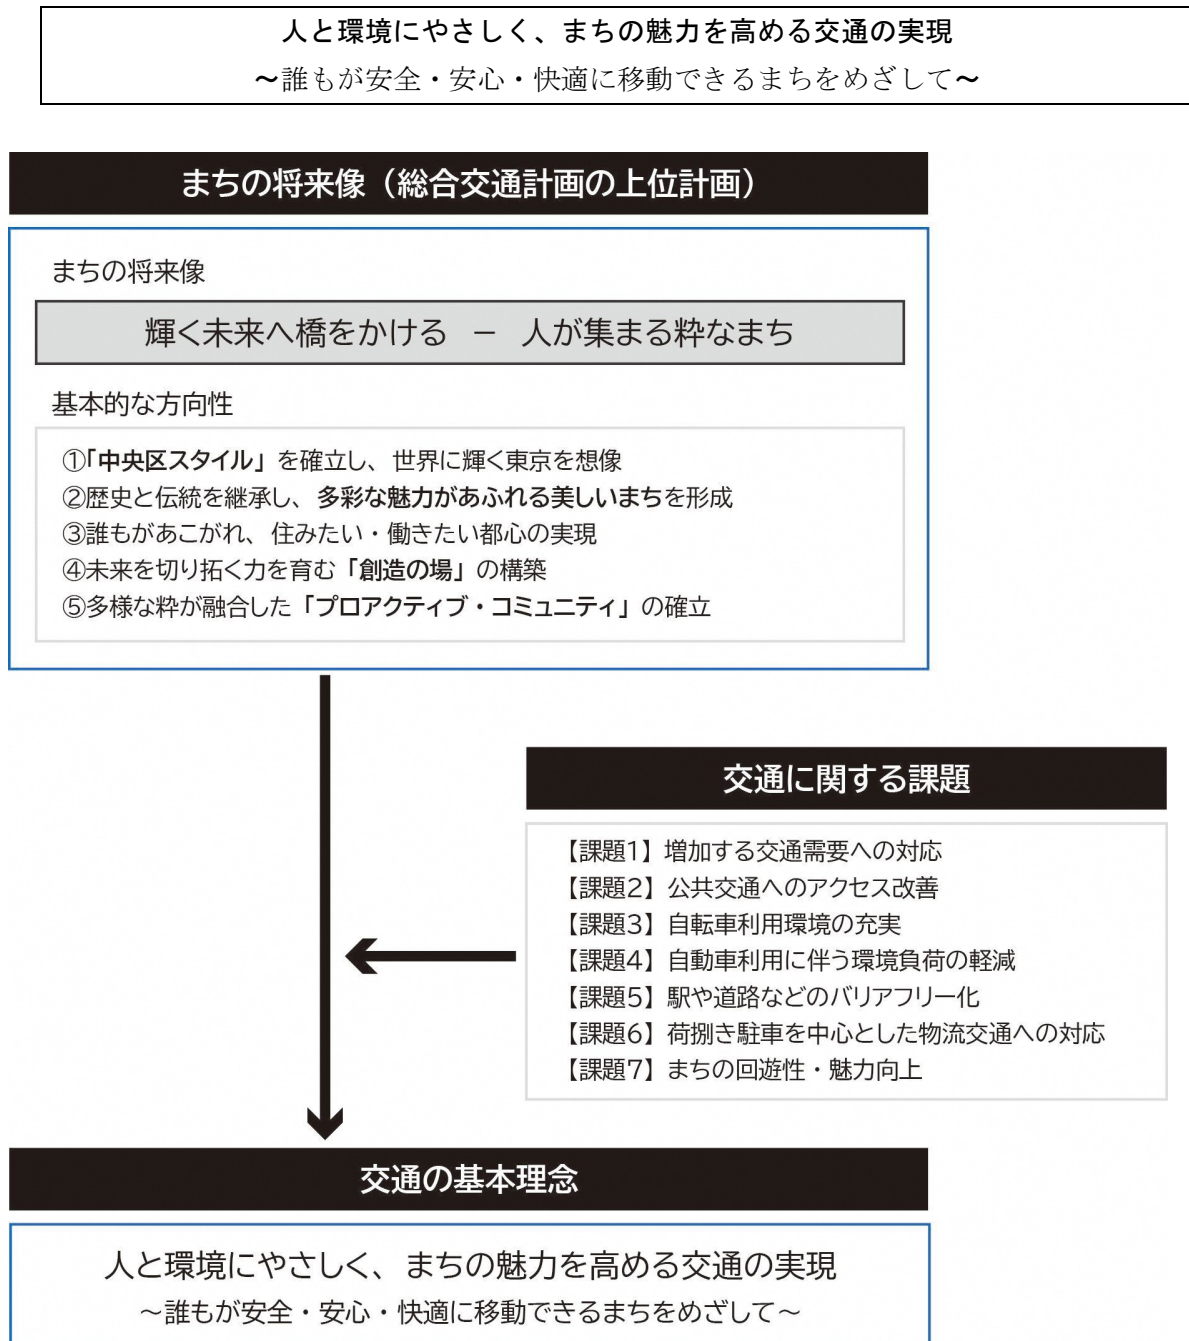 人と環境にやさしく、まちの魅力を高める交通の実現
～誰もが安全・安心・快適に移動できるまちをめざして～
まちの将来像（総合交通計画の上位計画）
まちの将来像
輝く未来へ橋をかける － 人が集まる粋なまち
基本的な方向性
①「中央区スタイル」を確立し、世界に輝く東京を想像
②歴史と伝統を継承し、多彩な魅力があふれる美しいまちを形成
③誰もがあこがれ、住みたい・働きたい都心の実現
④未来を切り拓く力を育む「創造の場」の構築
⑤多様な粋が融合した「プロアクティブ・コミュニティ」の確立
交通に関する課題
【課題1】増加する交通需要への対応
【課題2】公共交通へのアクセス改善
【課題3】自転車利用環境の充実
【課題4】自動車利用に伴う環境負荷の軽減
【課題5】駅や道路などのバリアフリー化
【課題6】荷捌き駐車を中心とした物流交通への対応
【課題7】まちの回遊性・魅力向上
交通の基本理念
人と環境にやさしく、まちの魅力を高める交通の実現
～誰もが安全・安心・快適に移動できるまちをめざして～